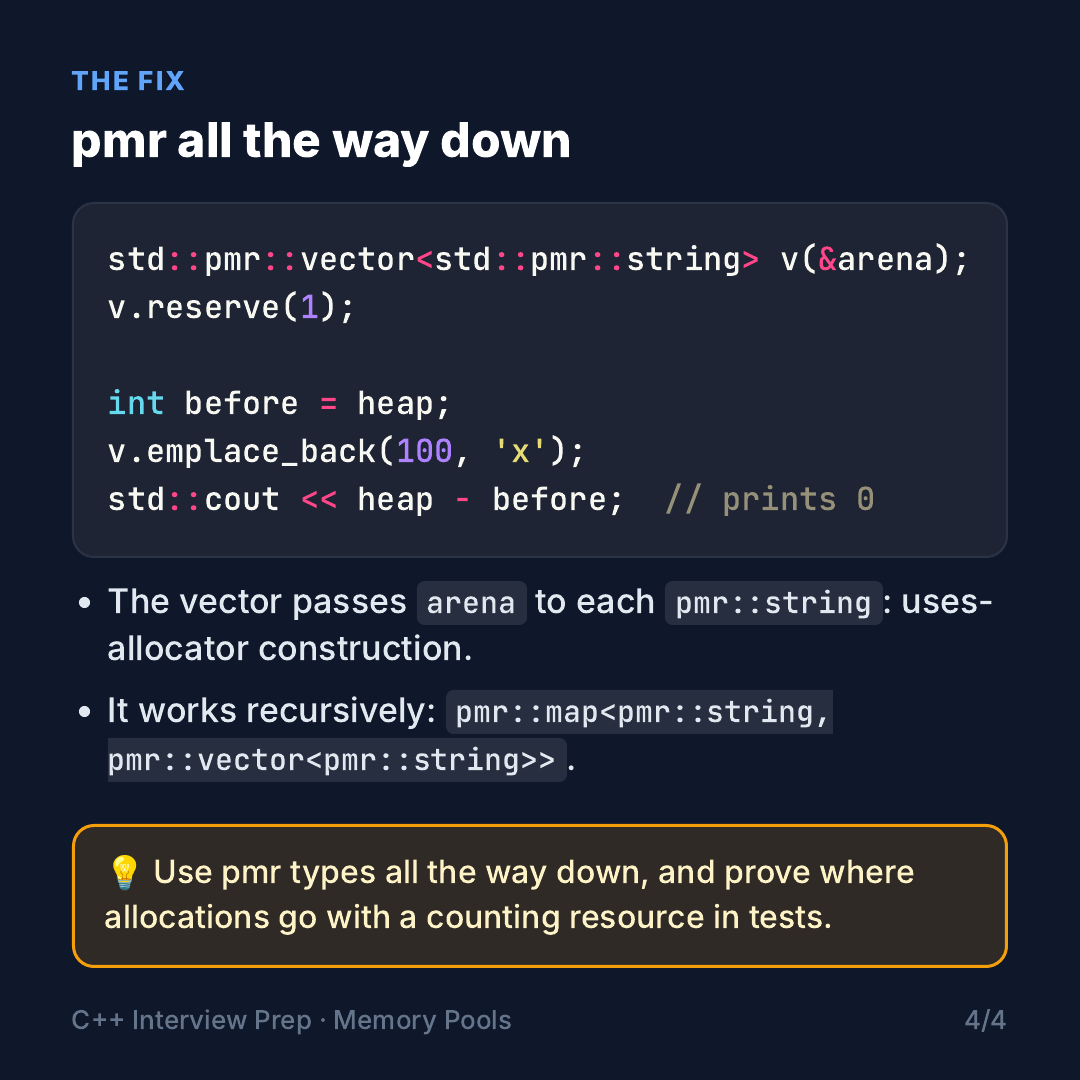 THE FIX
pmr all the way down
std::pmr::vector<std::pmr::string> v(&arena);
v.reserve(1);
int before = heap;
v.emplace_back(100, 'x');
std::cout << heap - before;  // prints 0
• The vector passes arena to each pmr::string: uses-
allocator construction.
• It works recursively: pmr::map<pmr::string,
pmr::vector<pmr::string>>.
💡 Use pmr types all the way down, and prove where
allocations go with a counting resource in tests.
C++ Interview Prep · Memory Pools
4/4